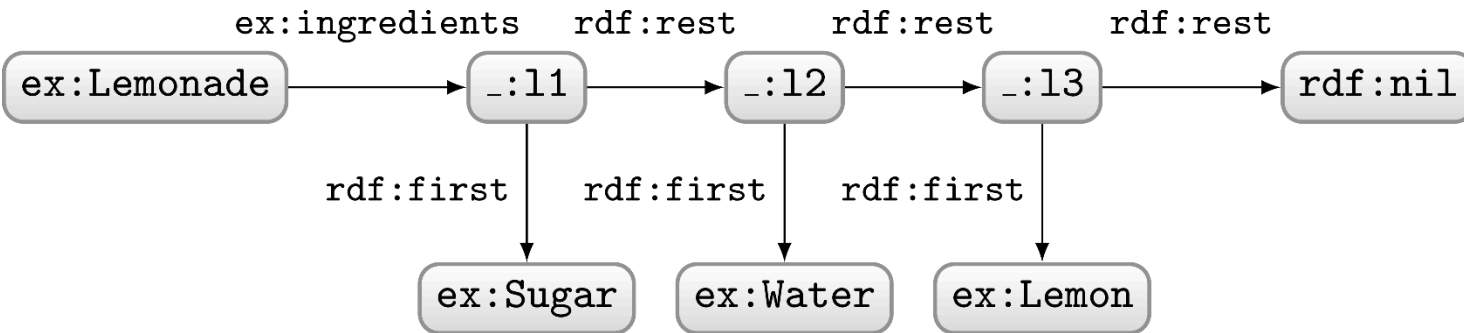 ex:ingredients rdf:rest rdf:rest rdf:rest
ex:Lemonade _:l1 _:l2 _:l3 rdf:nil
rdf:first rdf:first rdf:first
ex:Sugar ex:Water ex:Lemon